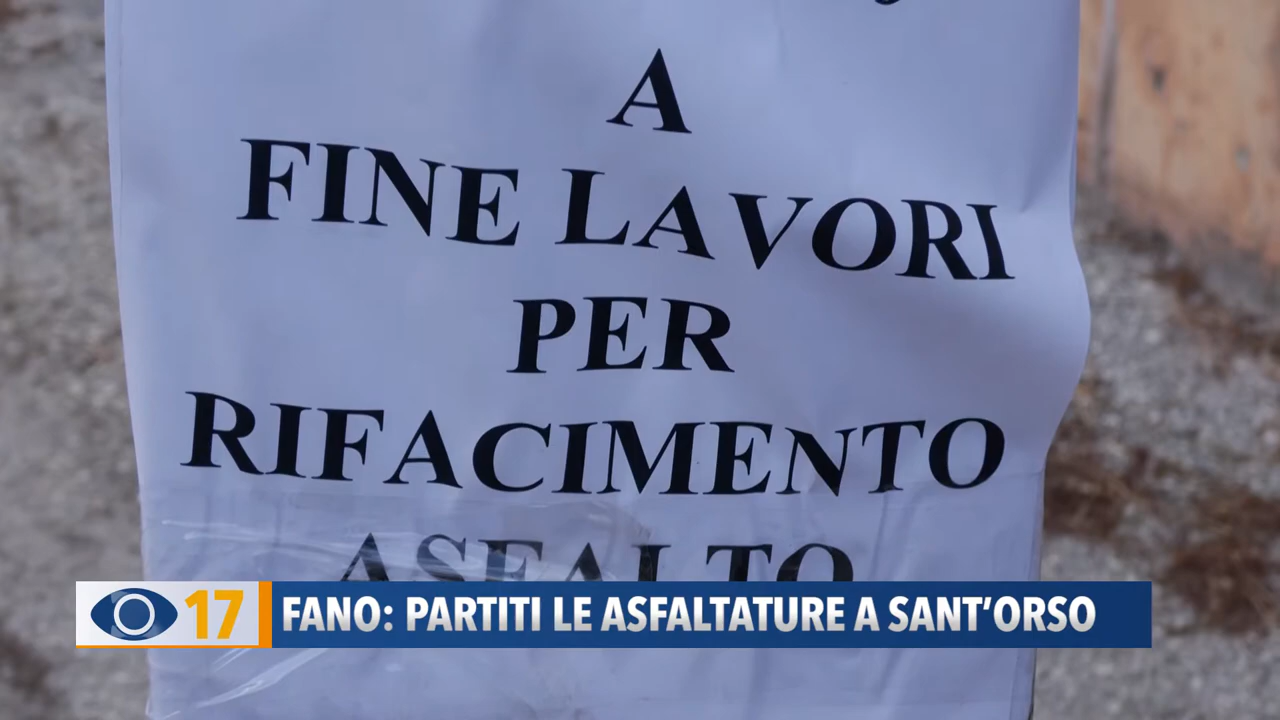 A
FINE LAVORI
PER
RIFACIMENTO
ASFALTO
17
FANO: PARTITI LE ASFALTATURE A SANT'ORSO